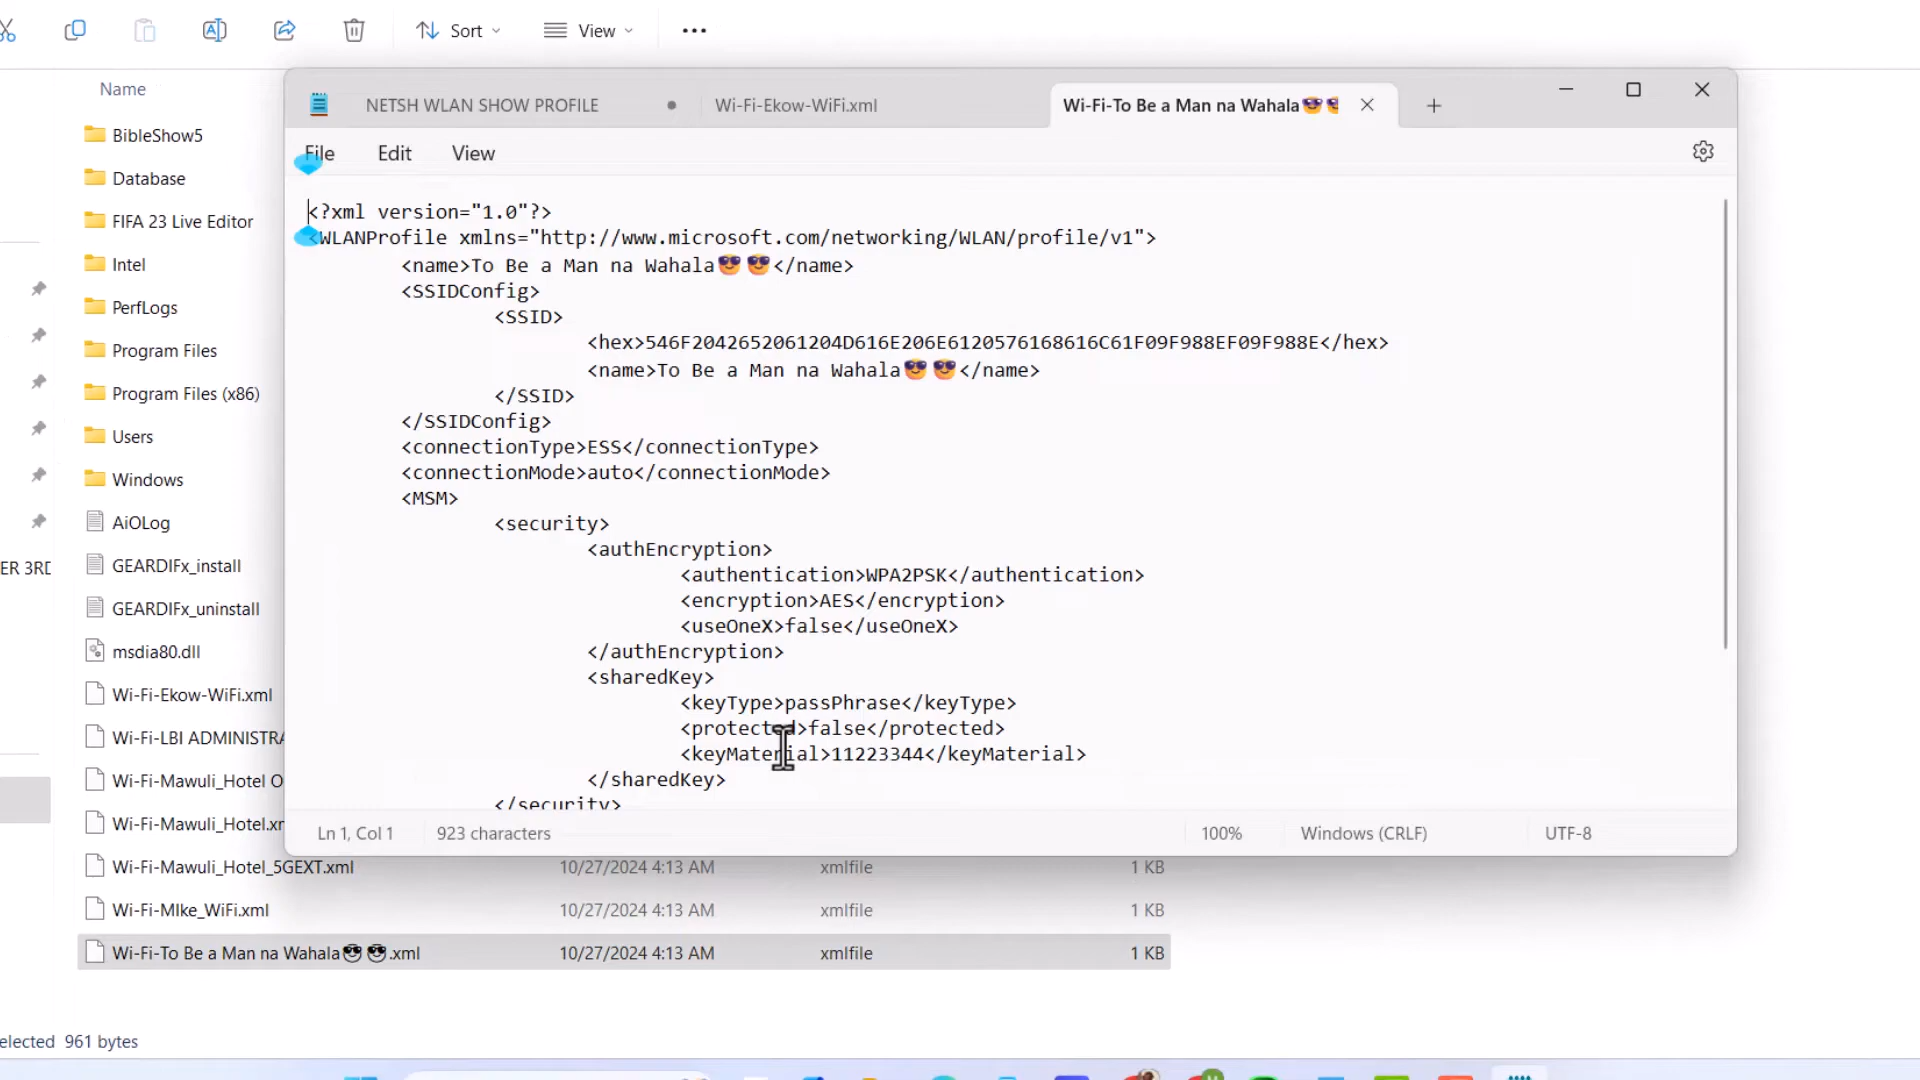 Sort
View
Name
BibleShow5
Database
FIFA 23 Live Editor
Intel
PerfLogs
Program Files
Program Files (x86)
Users
Windows
AiOLog
ER 3RD
GEARDIFx_install
GEARDIFx_uninstall
msdia80.dll
Wi-Fi-Ekow-WiFi.xml
Wi-Fi-LBI ADMINISTRA
Wi-Fi-Mawuli_Hotel O
Wi-Fi-Mawuli_Hotel.xm
Wi-Fi-Mawuli_Hotel_5GEXT.xml 10/27/2024 4:13 AM xmlfile 1 KB
Wi-Fi-MIke_WiFi.xml 10/27/2024 4:13 AM xmlfile 1 KB
Wi-Fi-To Be a Man na Wahala😎😎.xml 10/27/2024 4:13 AM xmlfile 1 KB
elected 961 bytes
NETSH WLAN SHOW PROFILE
Wi-Fi-Ekow-WiFi.xml
Wi-Fi-To Be a Man na Wahala😎
File Edit View
<?xml version="1.0"?>
<WLANProfile xmlns="http://www.microsoft.com/networking/WLAN/profile/v1">
<name>To Be a Man na Wahala😎😎</name>
<SSIDConfig>
<SSID>
<hex>546F2042652061204D616E206E6120576168616C61F09F988EF09F988E</hex>
<name>To Be a Man na Wahala😎😎</name>
</SSID>
</SSIDConfig>
<connectionType>ESS</connectionType>
<connectionMode>auto</connectionMode>
<MSM>
<security>
<authEncryption>
<authentication>WPA2PSK</authentication>
<encryption>AES</encryption>
<useOneX>false</useOneX>
</authEncryption>
<sharedKey>
<keyType>passPhrase</keyType>
<protected>false</protected>
<keyMaterial>11223344</keyMaterial>
</sharedKey>
</security>
Ln 1, Col 1 923 characters 100% Windows (CRLF) UTF-8